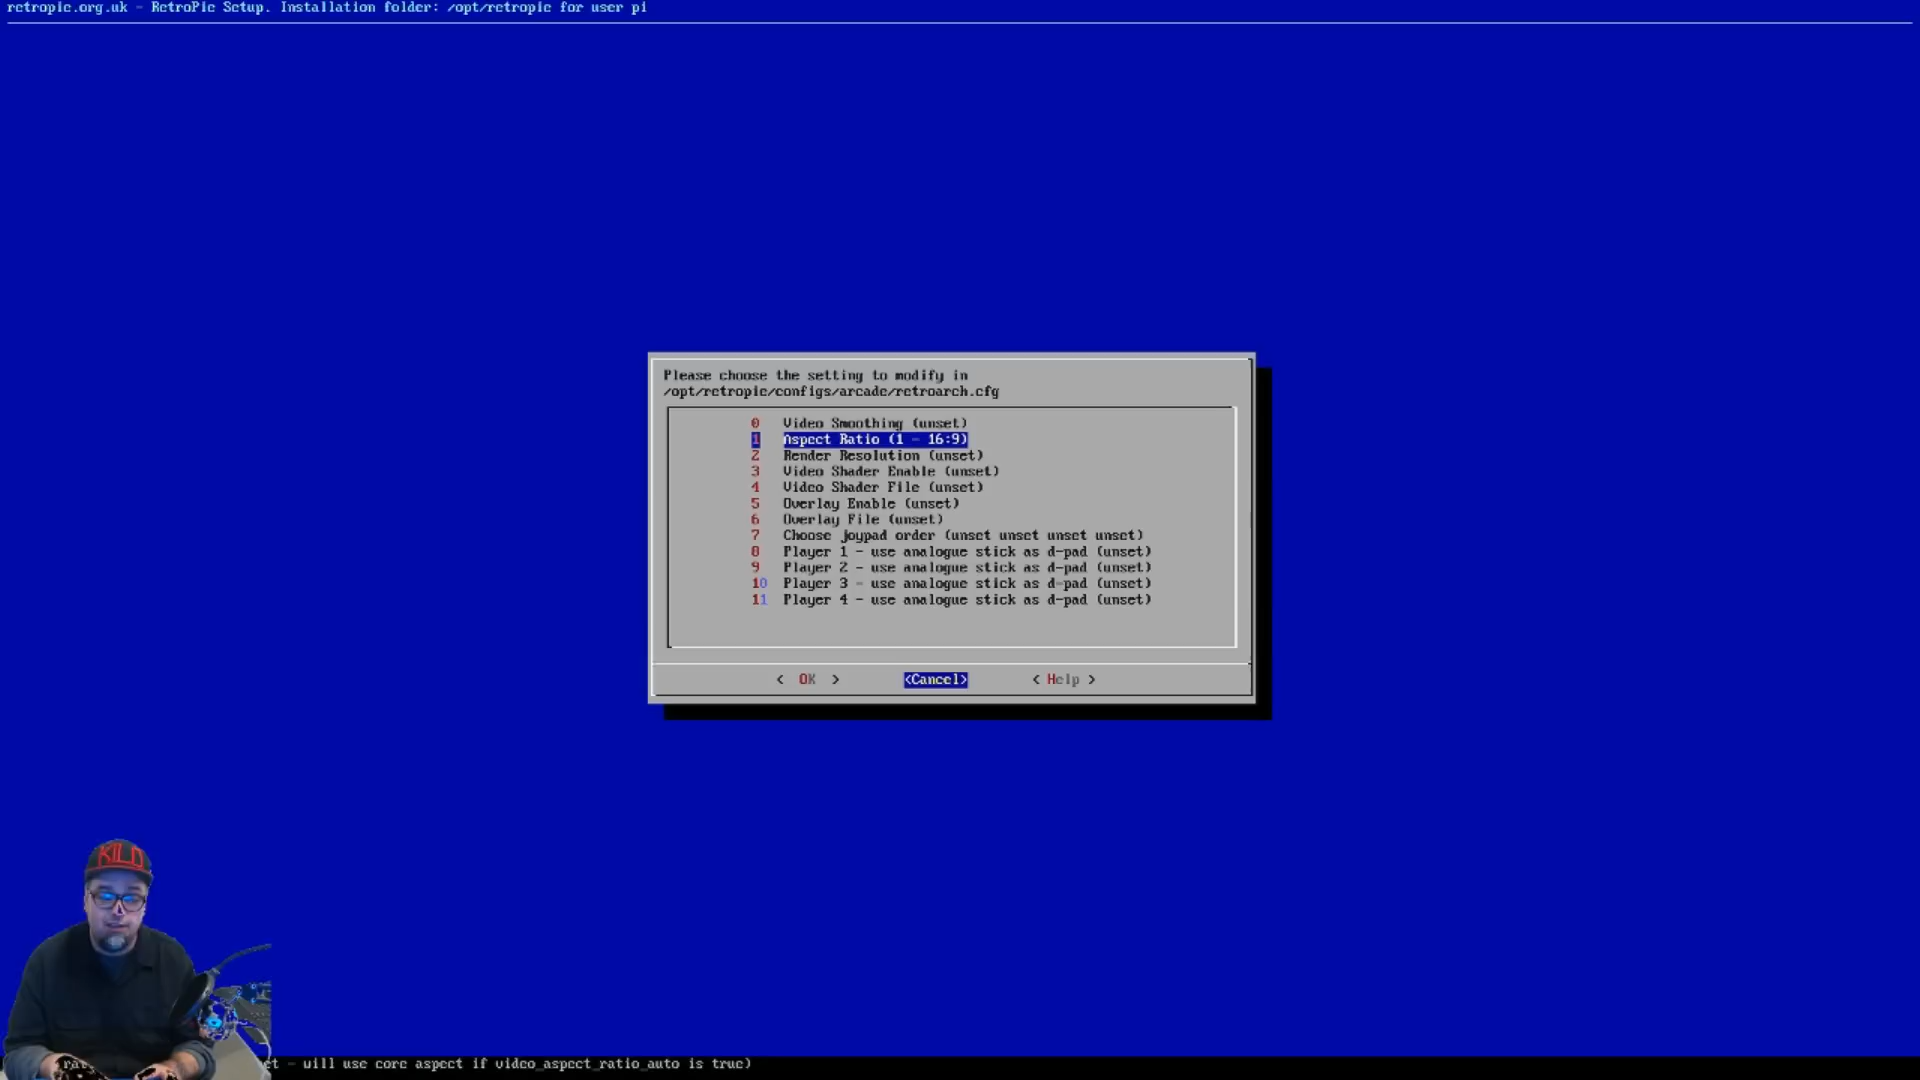 retropie.org.uk - RetroPie Setup. Installation folder: /opt/retropie for user pi
Please choose the setting to modify in
/opt/retropie/configs/arcade/retroarch.cfg
0 Video Smoothing (unset)
1 Aspect Ratio (1 - 16:9)
2 Render Resolution (unset)
3 Video Shader Enable (unset)
4 Video Shader File (unset)
5 Overlay Enable (unset)
6 Overlay File (unset)
7 Choose joypad order (unset unset unset unset)
8 Player 1 - use analogue stick as d-pad (unset)
9 Player 2 - use analogue stick as d-pad (unset)
10 Player 3 - use analogue stick as d-pad (unset)
11 Player 4 - use analogue stick as d-pad (unset)
< OK > <Cancel> < Help >
KILO
- will use core aspect if video_aspect_ratio_auto is true)